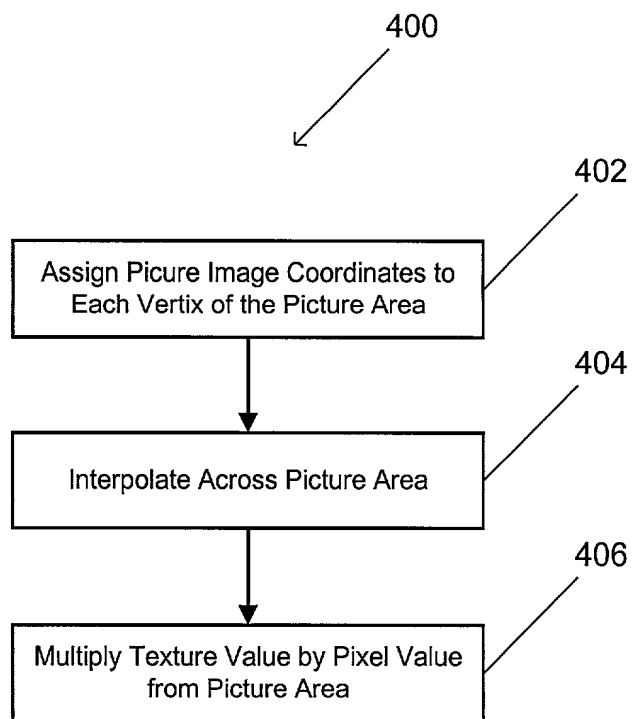 400
402
Assign Picure Image Coordinates to
Each Vertix of the Picture Area
404
Interpolate Across Picture Area
406
Multiply Texture Value by Pixel Value
from Picture Area